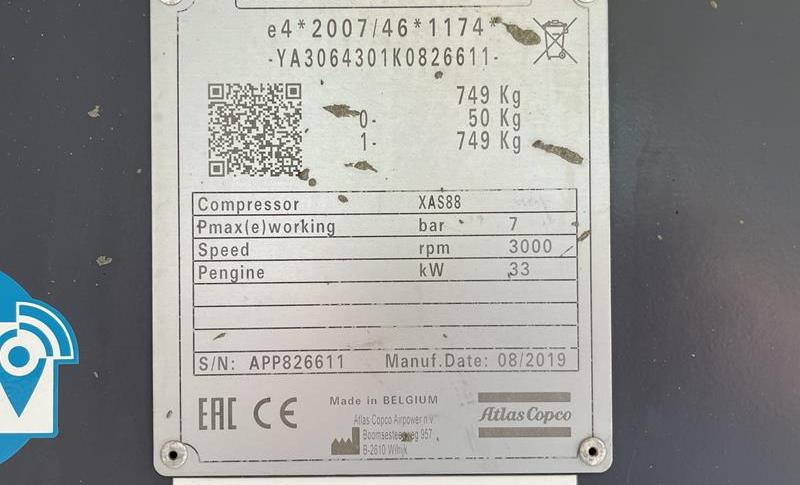 e4*2007/46*1174*
-YA3064301K0826611-
749 Kg
0- 50 Kg
1- 749 Kg
Compressor XAS88
Pmax(e)working bar 7
Speed rpm 3000
Pengine kW 33
S/N: APP826611 Manuf.Date: 08/2019
EAC CE
Made in BELGIUM
Atlas Copco Airpower n.v.
Boomsesteenweg 957
B-2610 Wilrijk
Atlas Copco